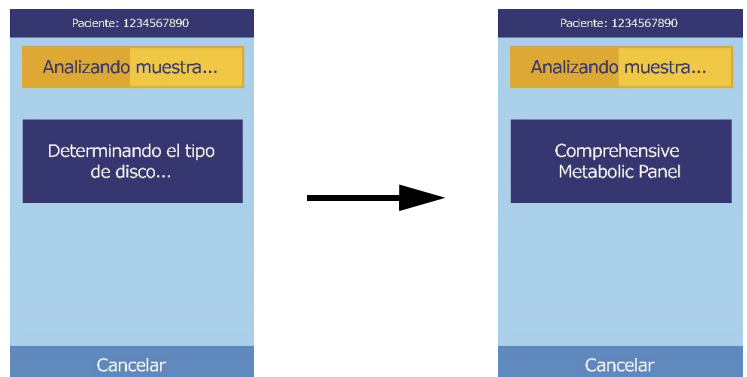 Paciente: 1234567890
Analizando muestra...
Determinando el tipo
de disco...
Cancelar
Paciente: 1234567890
Analizando muestra...
Comprehensive
Metabolic Panel
Cancelar